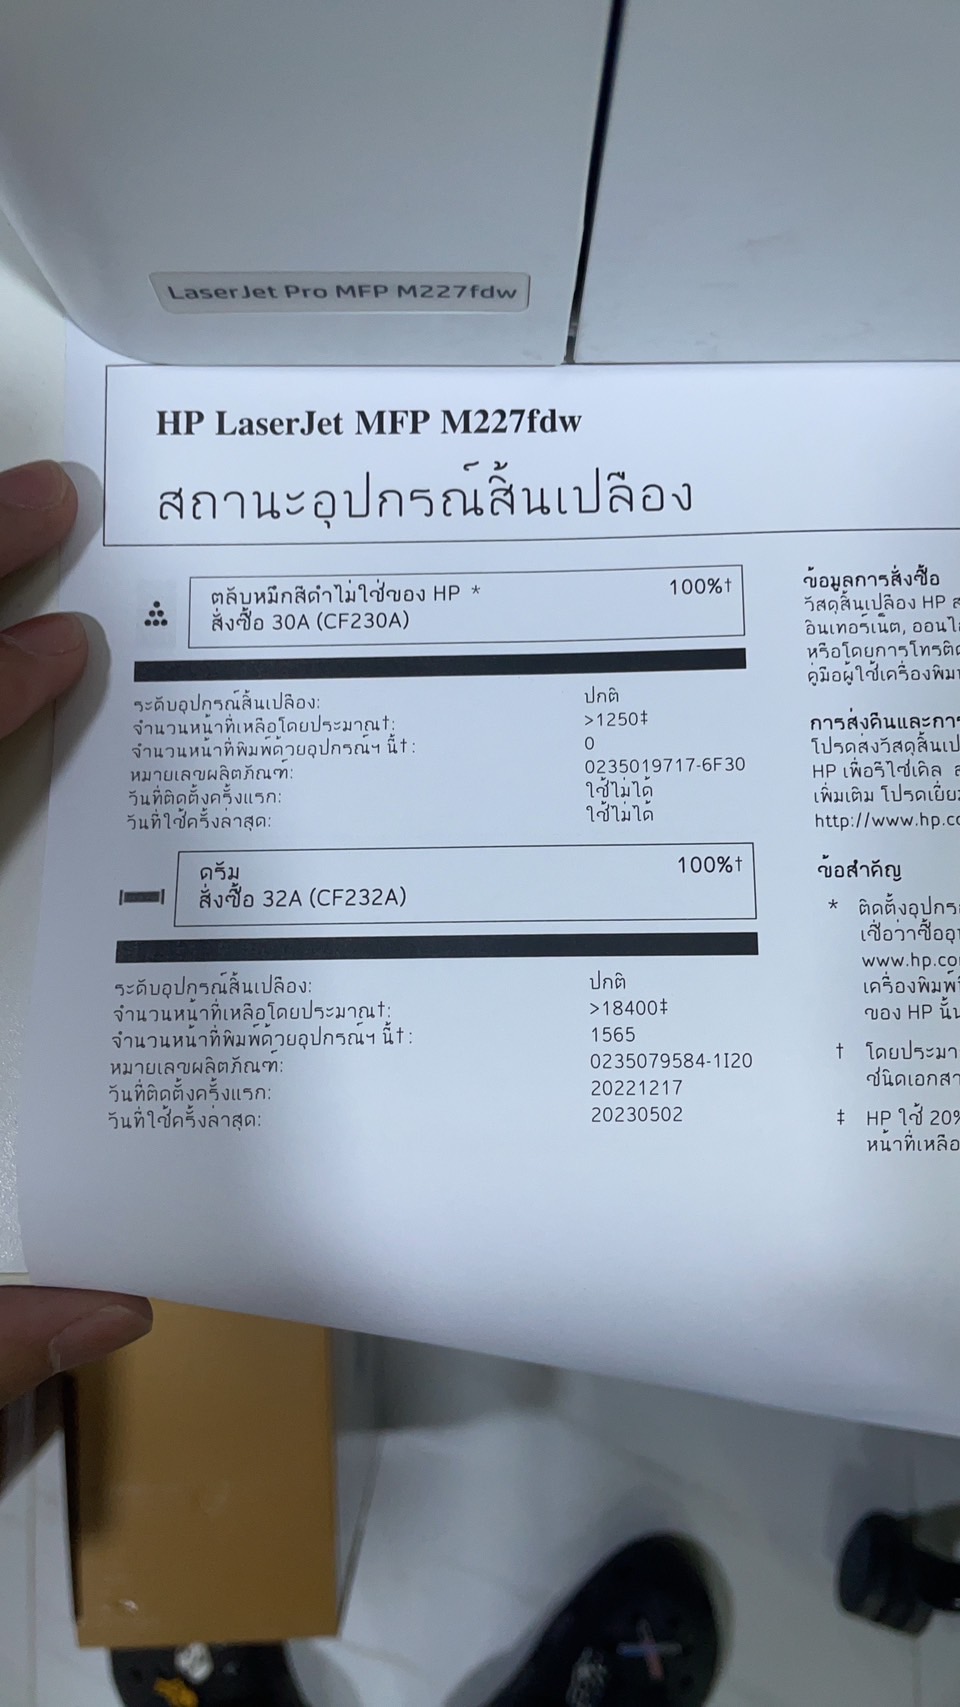 LaserJet Pro MFP M227fdw
HP LaserJet MFP M227fdw
สถานะอุปกรณ์สิ้นเปลือง
ตลับหมึกสีดำไม่ใช่ของ HP * 100%†
สั่งซื้อ 30A (CF230A)
ระดับอุปกรณ์สิ้นเปลือง: ปกติ
จำนวนหน้าที่เหลือโดยประมาณ†: >1250‡
จำนวนหน้าที่พิมพ์ด้วยอุปกรณ์ฯ นี้†: 0
หมายเลขผลิตภัณฑ์: 0235019717-6F30
วันที่ติดตั้งครั้งแรก: ใช้ไม่ได้
วันที่ใช้ครั้งล่าสุด: ใช้ไม่ได้
ดรัม 100%†
สั่งซื้อ 32A (CF232A)
ระดับอุปกรณ์สิ้นเปลือง: ปกติ
จำนวนหน้าที่เหลือโดยประมาณ†: >18400‡
จำนวนหน้าที่พิมพ์ด้วยอุปกรณ์ฯ นี้†: 1565
หมายเลขผลิตภัณฑ์: 0235079584-1I20
วันที่ติดตั้งครั้งแรก: 20221217
วันที่ใช้ครั้งล่าสุด: 20230502
ข้อมูลการสั่งซื้อ
วัสดุสิ้นเปลือง HP
อินเทอร์เน็ต,
หรือโดยการโทรติด
คู่มือผู้ใช้เครื่องพิมพ
การส่งคืนและกา
โปรดส่งวัสดุสิ้นเป
HP เพื่อรีไซเคิล
เพิ่มเติม โปรดเยี่ย
http://www.hp.co
ข้อสำคัญ
* ติดตั้งอุปกร
เชื่อว่าซื้ออุ
www.hp.co
เครื่องพิมพ์
ของ HP นั้น
† โดยประมา
ชนิดเอกสา
‡ HP ใช้ 20%
หน้าที่เหลือ